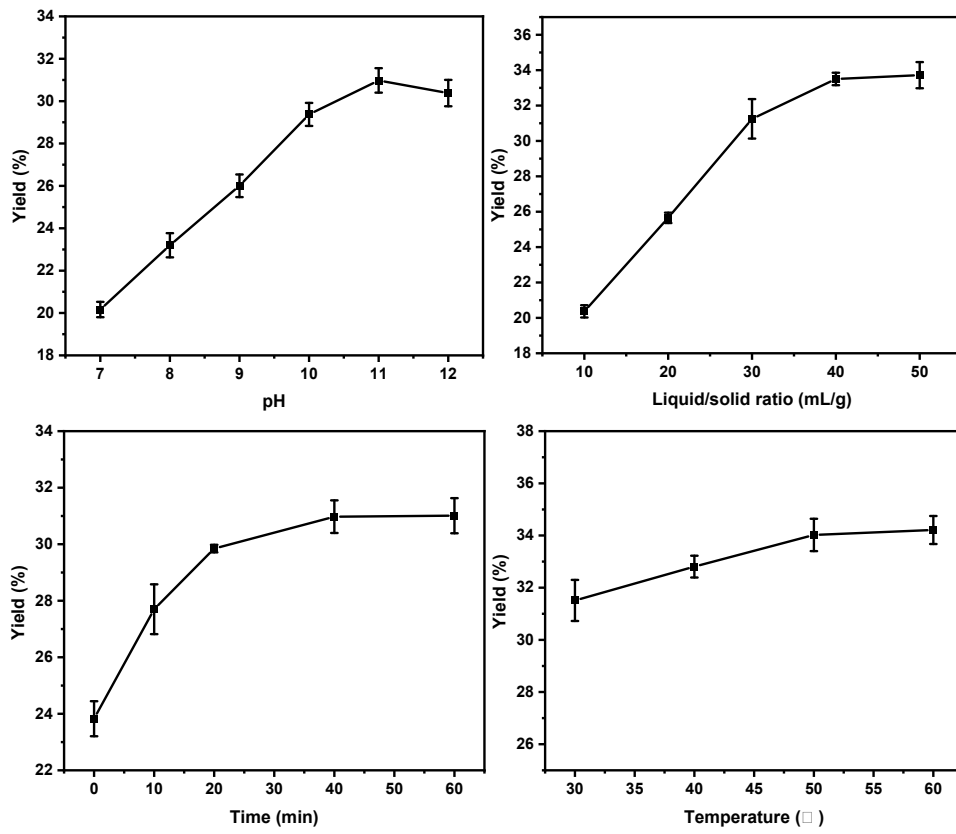 34
32
30
28
26
24
22
20
18
Yield (%)
7 8 9 10 11 12
pH
36
34
32
30
28
26
24
22
20
18
Yield (%)
10 20 30 40 50
Liquid/solid ratio (mL/g)
34
32
30
28
26
24
22
Yield (%)
0 10 20 30 40 50 60
Time (min)
38
36
34
32
30
28
26
Yield (%)
30 35 40 45 50 55 60
Temperature (□ )